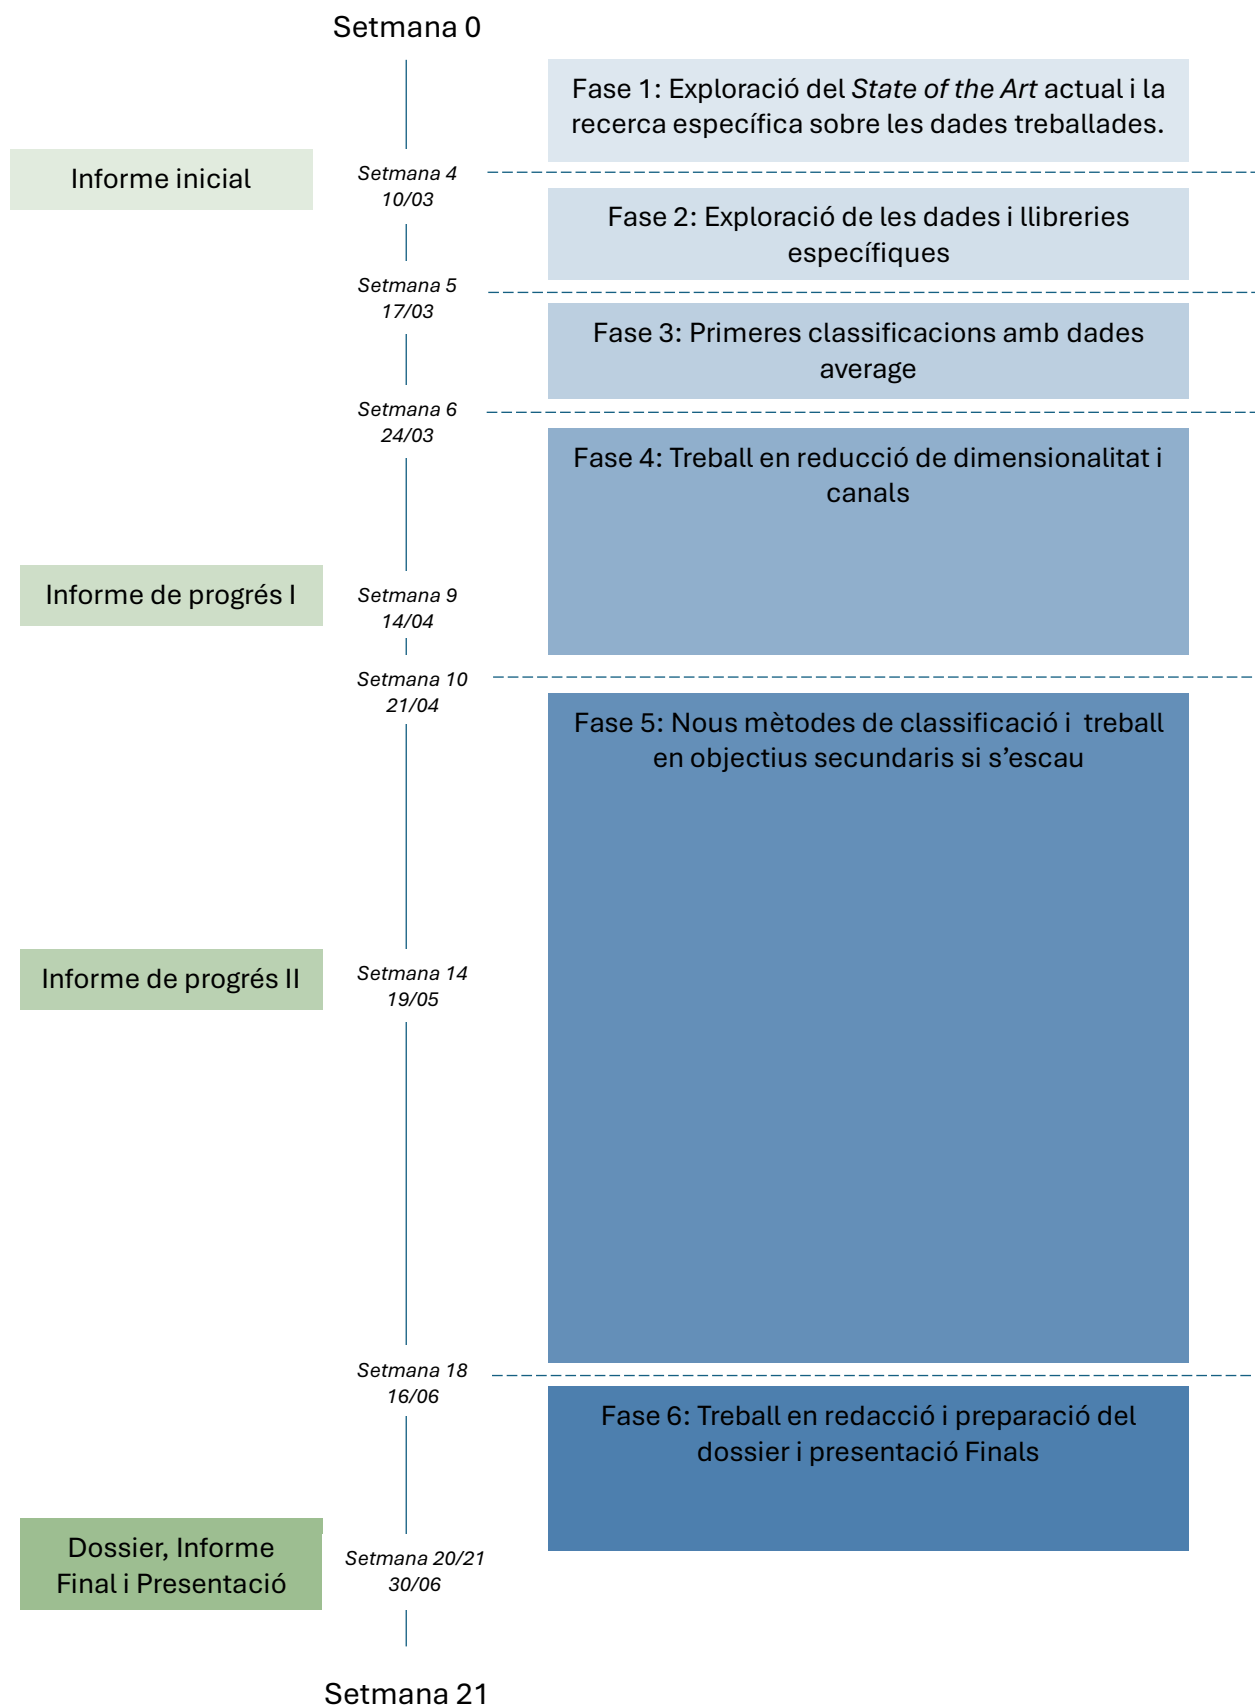 Setmana 0
Fase 1: Exploració del State of the Art actual i la
recerca específica sobre les dades treballades.
Informe inicial
Setmana 4
10/03
Fase 2: Exploració de les dades i llibreries
específiques
Setmana 5
17/03
Fase 3: Primeres classificacions amb dades
average
Setmana 6
24/03
Fase 4: Treball en reducció de dimensionalitat i
canals
Informe de progrés I
Setmana 9
14/04
Setmana 10
21/04
Fase 5: Nous mètodes de classificació i  treball
en objectius secundaris si s’escau
Informe de progrés II
Setmana 14
19/05
Setmana 18
16/06
Fase 6: Treball en redacció i preparació del
dossier i presentació Finals
Dossier, Informe
Final i Presentació
Setmana 20/21
30/06
Setmana 21